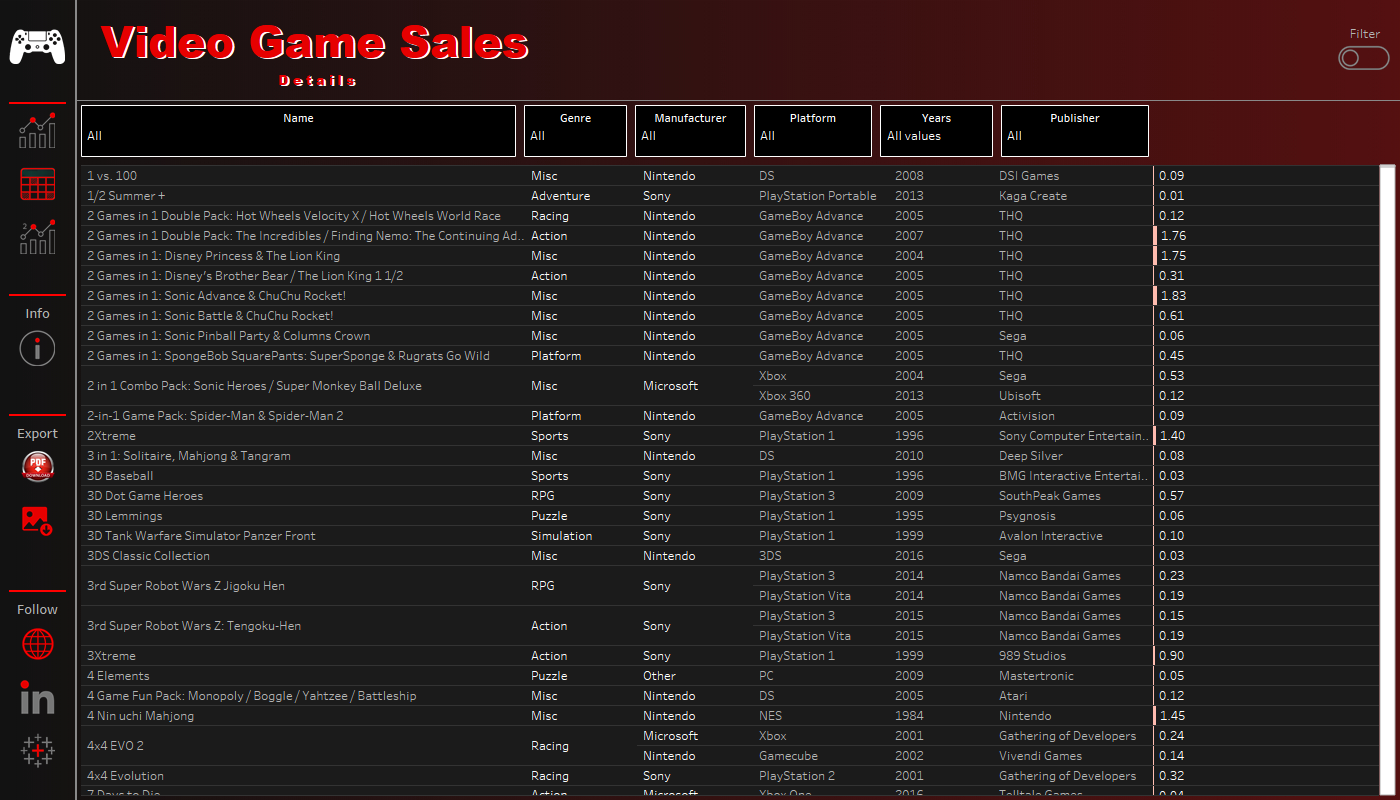 Video Game Sales
Details
Filter
Name Genre Manufacturer Platform Years Publisher
All All All All All values All
1 vs. 100 Misc Nintendo DS 2008 DSI Games 0.09
1/2 Summer + Adventure Sony PlayStation Portable 2013 Kaga Create 0.01
2 Games in 1 Double Pack: Hot Wheels Velocity X / Hot Wheels World Race Racing Nintendo GameBoy Advance 2005 THQ 0.12
2 Games in 1 Double Pack: The Incredibles / Finding Nemo: The Continuing Ad.. Action Nintendo GameBoy Advance 2007 THQ 1.76
2 Games in 1: Disney Princess & The Lion King Misc Nintendo GameBoy Advance 2004 THQ 1.75
2 Games in 1: Disney's Brother Bear / The Lion King 1 1/2 Action Nintendo GameBoy Advance 2005 THQ 0.31
2 Games in 1: Sonic Advance & ChuChu Rocket! Misc Nintendo GameBoy Advance 2005 THQ 1.83
2 Games in 1: Sonic Battle & ChuChu Rocket! Misc Nintendo GameBoy Advance 2005 THQ 0.61
2 Games in 1: Sonic Pinball Party & Columns Crown Misc Nintendo GameBoy Advance 2005 Sega 0.06
2 Games in 1: SpongeBob SquarePants: SuperSponge & Rugrats Go Wild Platform Nintendo GameBoy Advance 2005 THQ 0.45
2 in 1 Combo Pack: Sonic Heroes / Super Monkey Ball Deluxe Misc Microsoft Xbox 2004 Sega 0.53
Xbox 360 2013 Ubisoft 0.12
2-in-1 Game Pack: Spider-Man & Spider-Man 2 Platform Nintendo GameBoy Advance 2005 Activision 0.09
2Xtreme Sports Sony PlayStation 1 1996 Sony Computer Entertain.. 1.40
3 in 1: Solitaire, Mahjong & Tangram Misc Nintendo DS 2010 Deep Silver 0.08
3D Baseball Sports Sony PlayStation 1 1996 BMG Interactive Entertai.. 0.03
3D Dot Game Heroes RPG Sony PlayStation 3 2009 SouthPeak Games 0.57
3D Lemmings Puzzle Sony PlayStation 1 1995 Psygnosis 0.06
3D Tank Warfare Simulator Panzer Front Simulation Sony PlayStation 1 1999 Avalon Interactive 0.10
3DS Classic Collection Misc Nintendo 3DS 2016 Sega 0.03
3rd Super Robot Wars Z Jigoku Hen RPG Sony PlayStation 3 2014 Namco Bandai Games 0.23
PlayStation Vita 2014 Namco Bandai Games 0.19
3rd Super Robot Wars Z: Tengoku-Hen Action Sony PlayStation 3 2015 Namco Bandai Games 0.15
PlayStation Vita 2015 Namco Bandai Games 0.19
3Xtreme Action Sony PlayStation 1 1999 989 Studios 0.90
4 Elements Puzzle Other PC 2009 Mastertronic 0.05
4 Game Fun Pack: Monopoly / Boggle / Yahtzee / Battleship Misc Nintendo DS 2005 Atari 0.12
4 Nin uchi Mahjong Misc Nintendo NES 1984 Nintendo 1.45
4x4 EVO 2 Racing Microsoft Xbox 2001 Gathering of Developers 0.24
Nintendo Gamecube 2002 Vivendi Games 0.14
4x4 Evolution Racing Sony PlayStation 2 2001 Gathering of Developers 0.32
7 Days to Die Action Microsoft Xbox One 2016 Telltale Games 0.04
2
Info
i
Export
PDF
DOWNLOAD
Follow
in